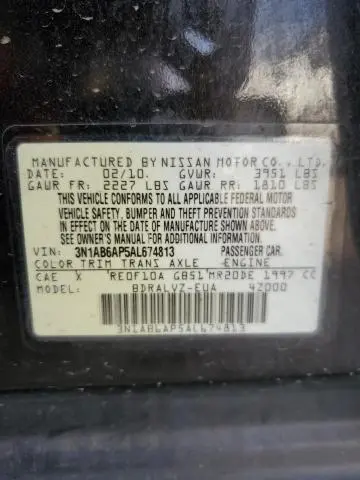 MANUFACTURED BY NISSAN MOTOR CO., LTD.
DATE: 02/10. GVWR: 3951 LBS
GAWR FR: 2227 LBS GAWR RR: 1810 LBS
THIS VEHICLE CONFORMS TO ALL APPLICABLE FEDERAL MOTOR
VEHICLE SAFETY, BUMPER AND THEFT PREVENTION STANDARDS
IN EFFECT ON THE DATE OF MANUFACTURE SHOWN ABOVE.
SEE OWNER'S MANUAL FOR ADDITIONAL INFORMATION.
VIN: 3N1AB6AP5AL674813 PASSENGER CAR.
COLOR TRIM TRANS AXLE ENGINE
CAE X RE0F10A GB51 MR20DE 1997 CC
MODEL: BDRALVZ-EUA 4Z000
3N1AB6AP5AL674813